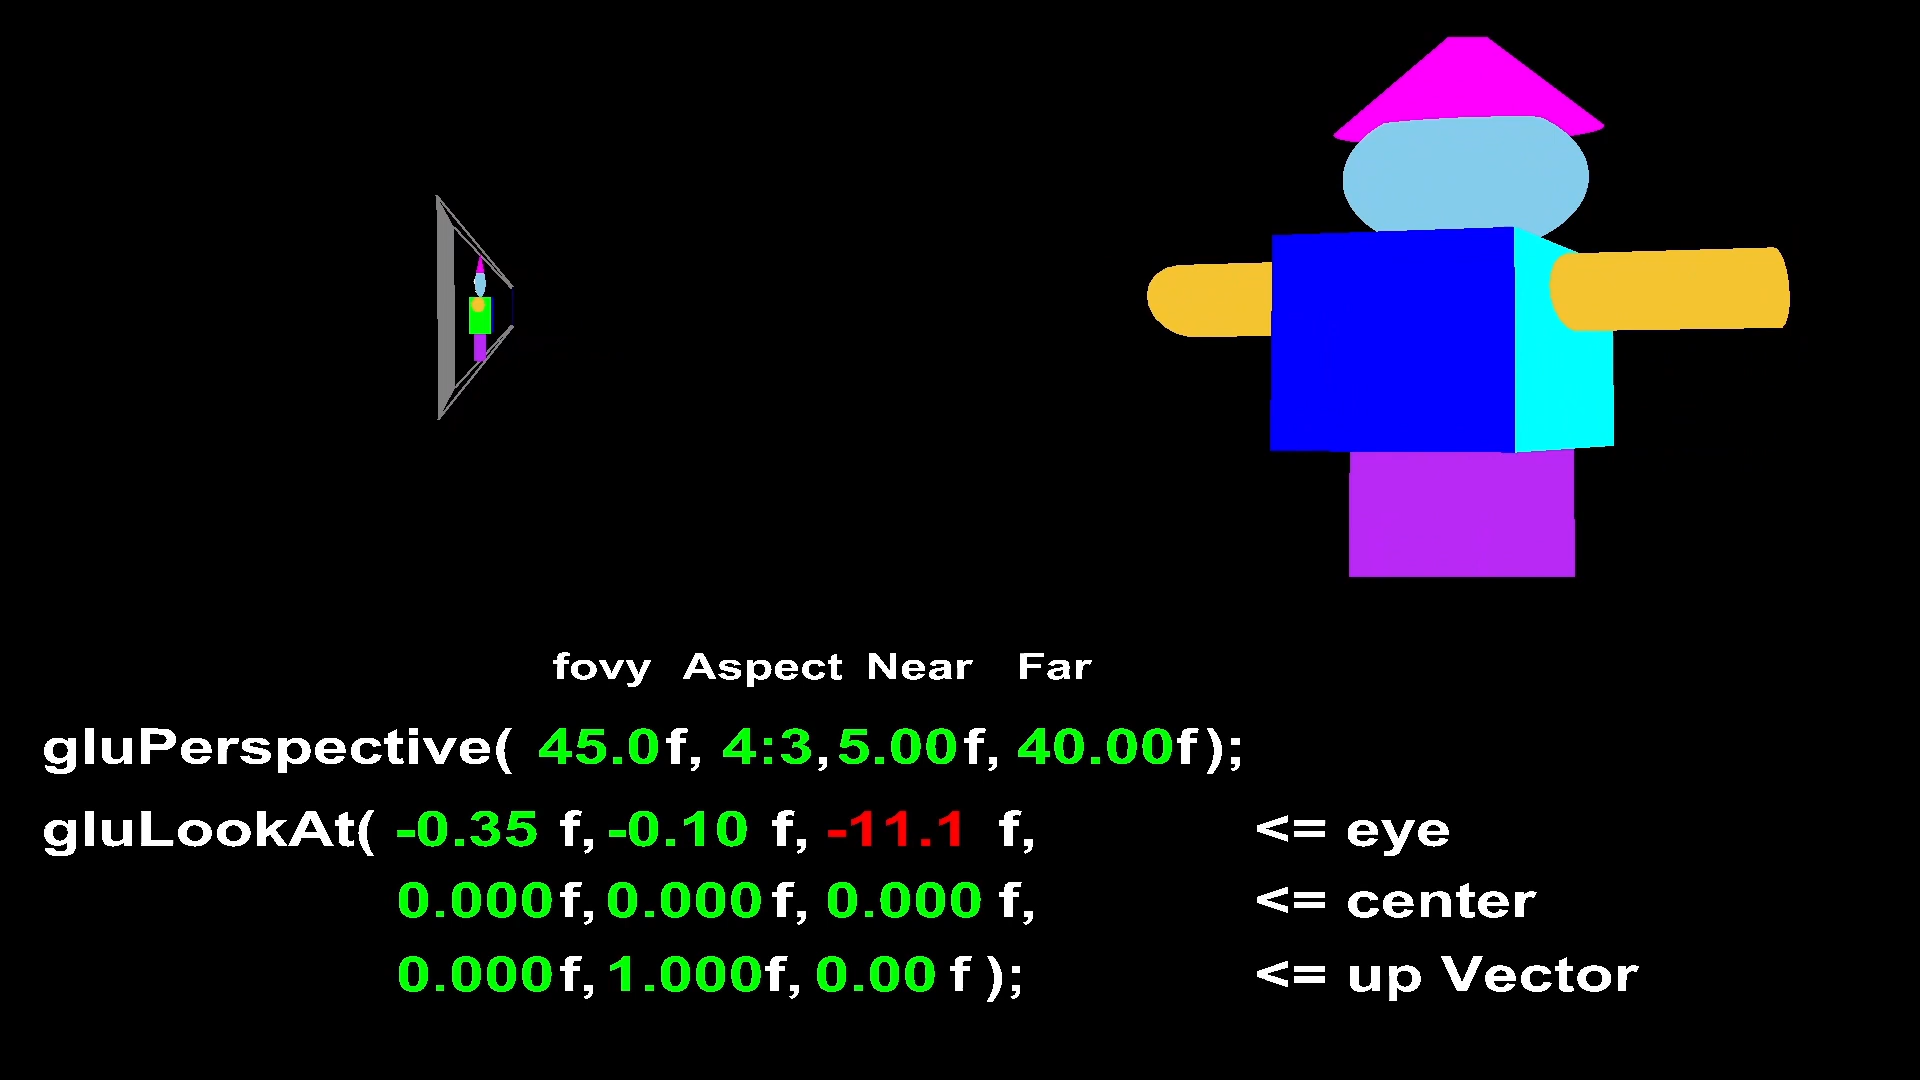 fovy Aspect Near Far
gluPerspective( 45.0f, 4:3,5.00f, 40.00f);
gluLookAt( -0.35 f, -0.10 f, -11.1 f, <= eye
0.000f, 0.000f, 0.000 f, <= center
0.000f, 1.000f, 0.00 f ); <= up Vector